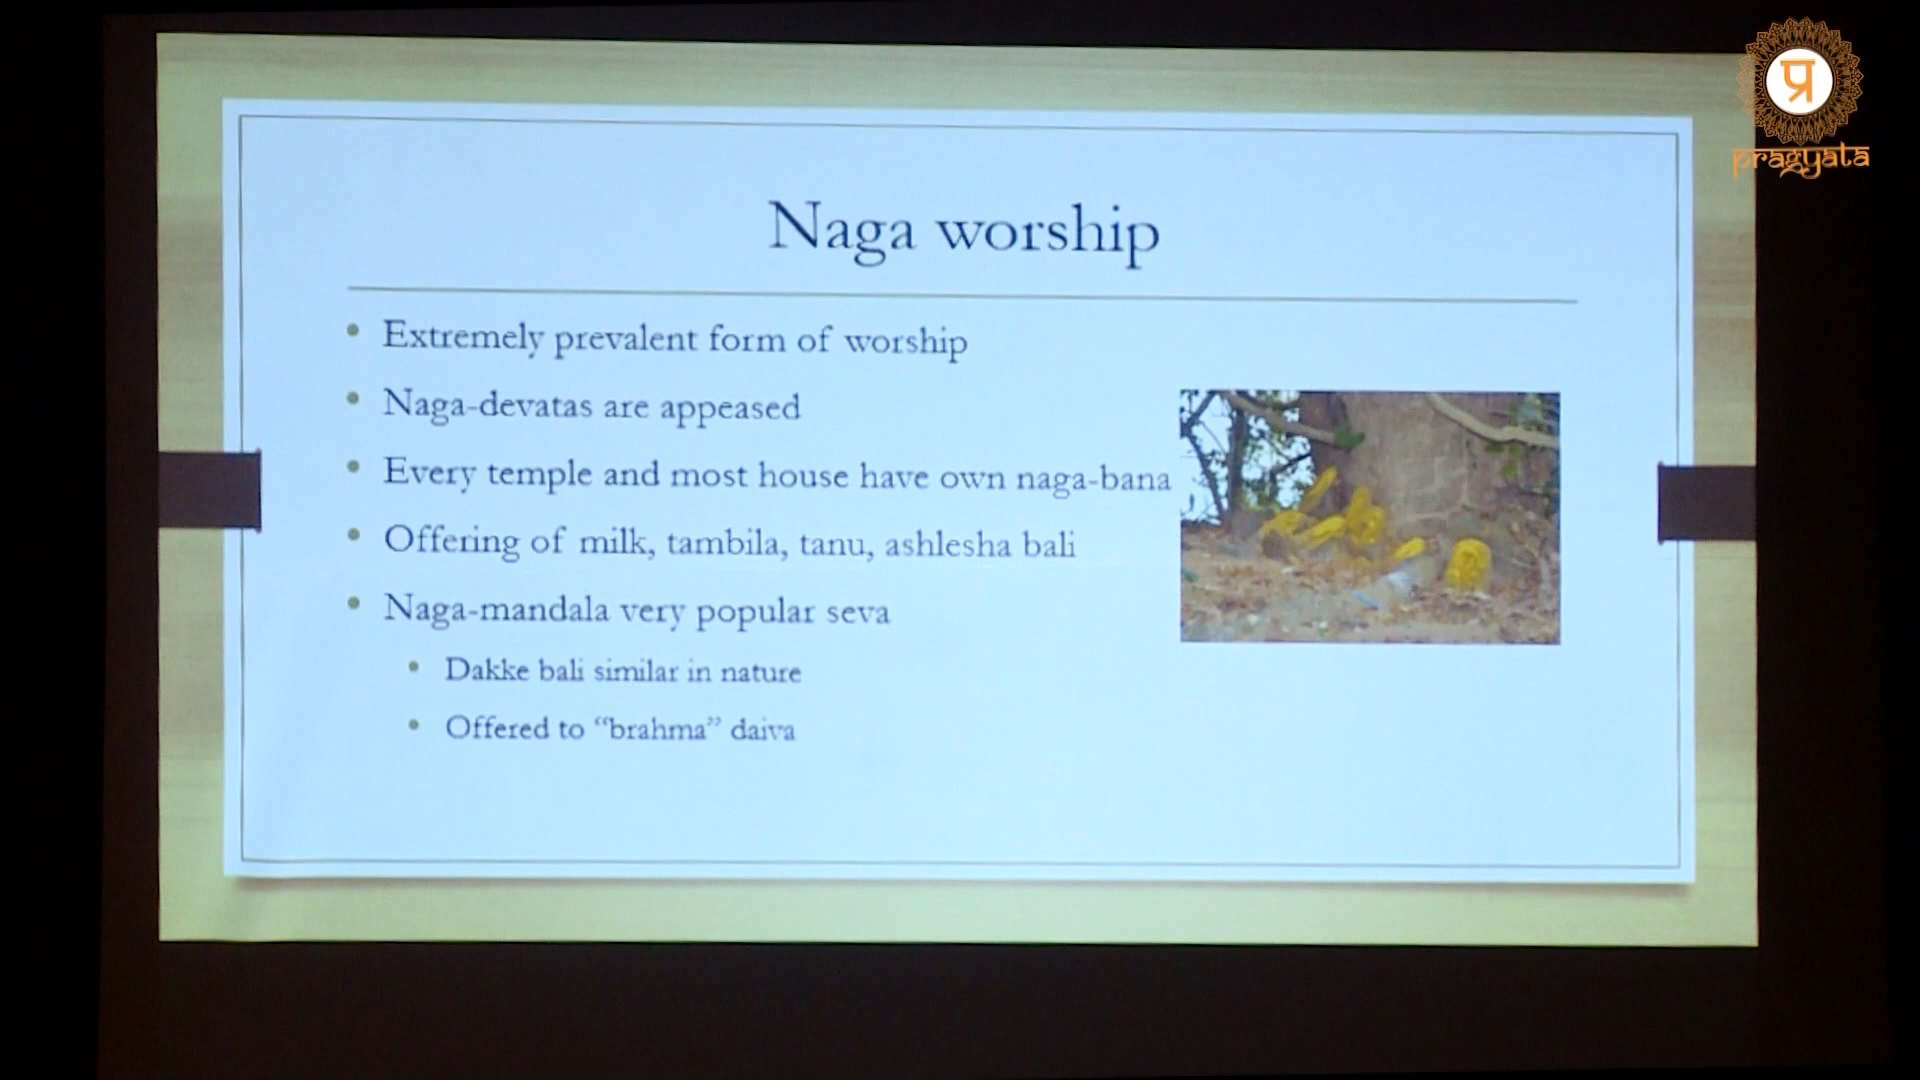 प्र
pragyata
Naga worship
Extremely prevalent form of worship
Naga-devatas are appeased
Every temple and most house have own naga-bana
Offering of milk, tambila, tanu, ashlesha bali
Naga-mandala very popular seva
Dakke bali similar in nature
Offered to “brahma” daiva